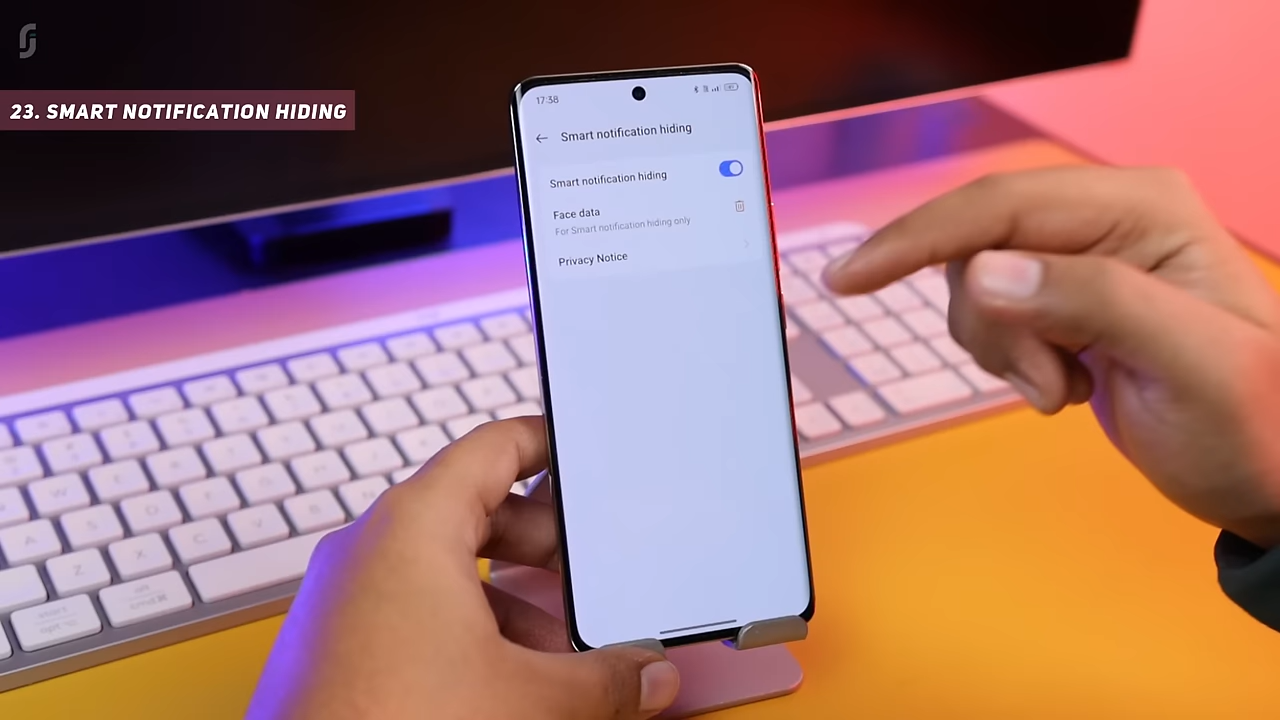 23. SMART NOTIFICATION HIDING
17:38
Smart notification hiding
Smart notification hiding
Face data
For Smart notification hiding only
Privacy Notice
W
A
S
D
Z
X
C
V